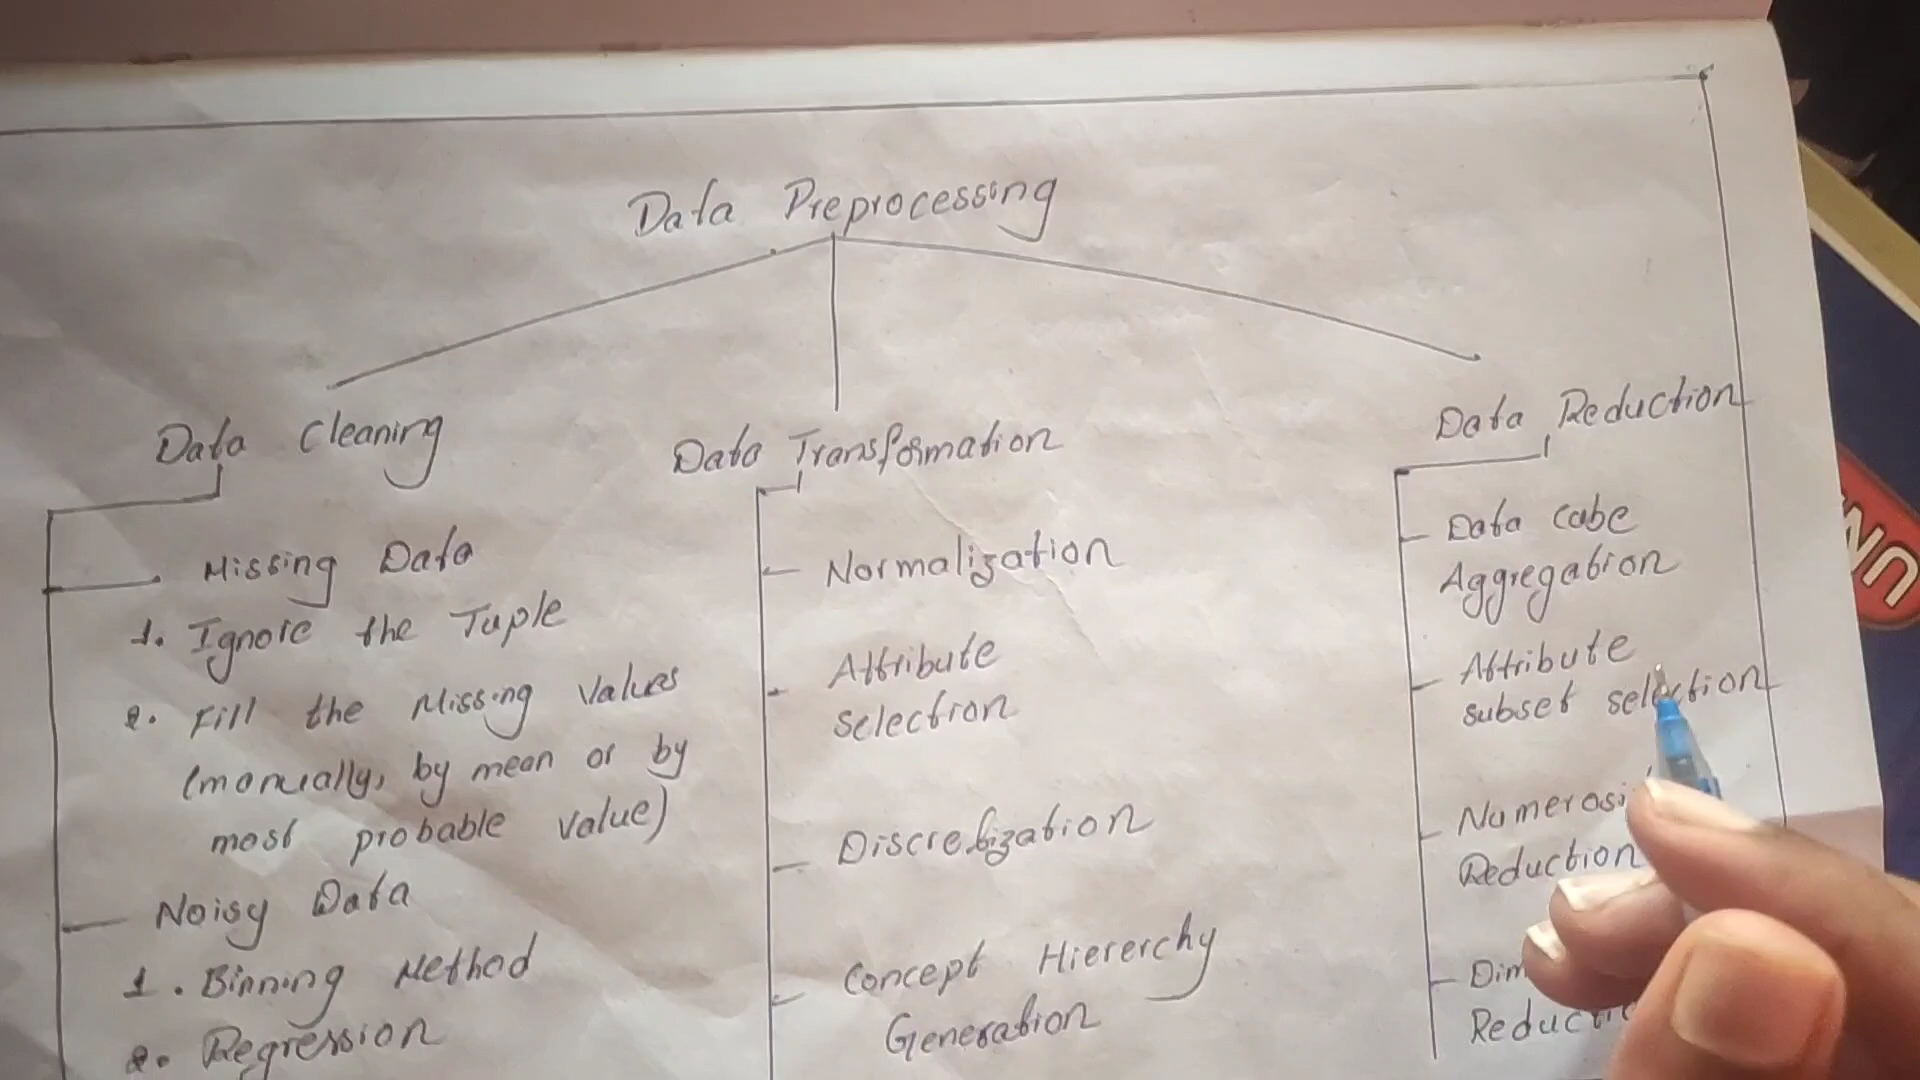 Data Preprocessing
Data Cleaning
Missing Data
1. Ignore the Tuple
2. Fill the Missing Values
(manually, by mean or by
most probable value)
Noisy Data
1. Binning Method
2. Regression
Data Transformation
Normalization
Attribute
selection
Discretization
Concept Hiererchy
Generation
Data Reduction
Data Cube
Aggregation
Attribute
subset selection
Reduction